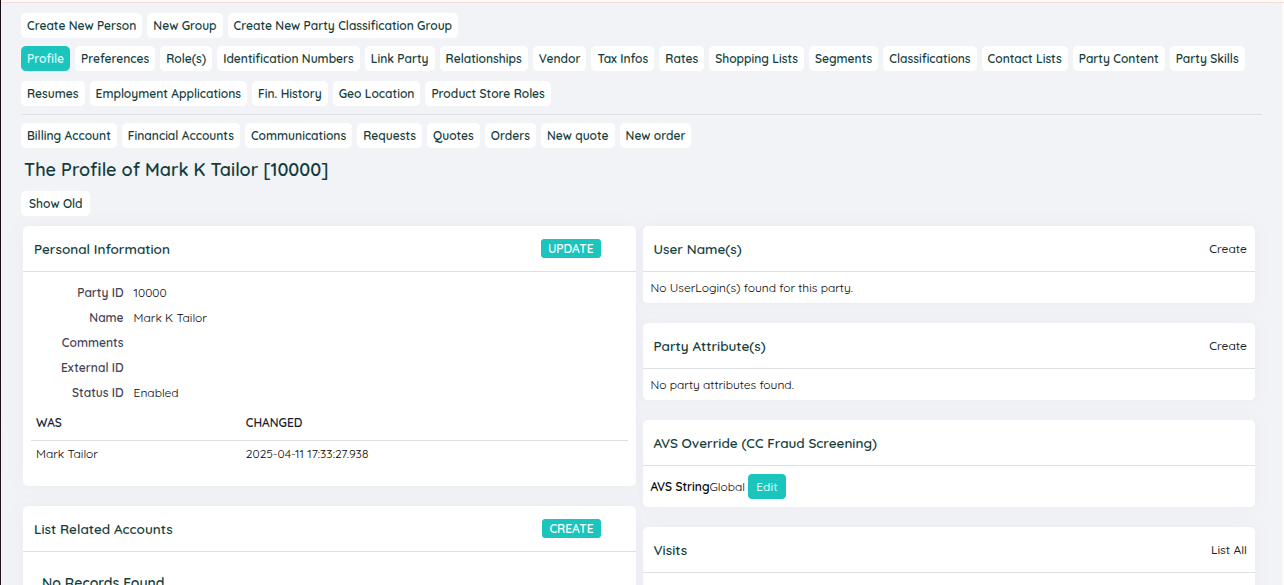 Create New Person New Group Create New Party Classification Group
Profile Preferences Role(s) Identification Numbers Link Party Relationships Vendor Tax Infos Rates Shopping Lists Segments Classifications Contact Lists Party Content Party Skills
Resumes Employment Applications Fin. History Geo Location Product Store Roles
Billing Account Financial Accounts Communications Requests Quotes Orders New quote New order
The Profile of Mark K Tailor [10000]
Show Old
Personal Information UPDATE
Party ID 10000
Name Mark K Tailor
Comments
External ID
Status ID Enabled
WAS CHANGED
Mark Tailor 2025-04-11 17:33:27.938
List Related Accounts CREATE
No Records Found
User Name(s) Create
No UserLogin(s) found for this party.
Party Attribute(s) Create
No party attributes found.
AVS Override (CC Fraud Screening)
AVS StringGlobal Edit
Visits List All